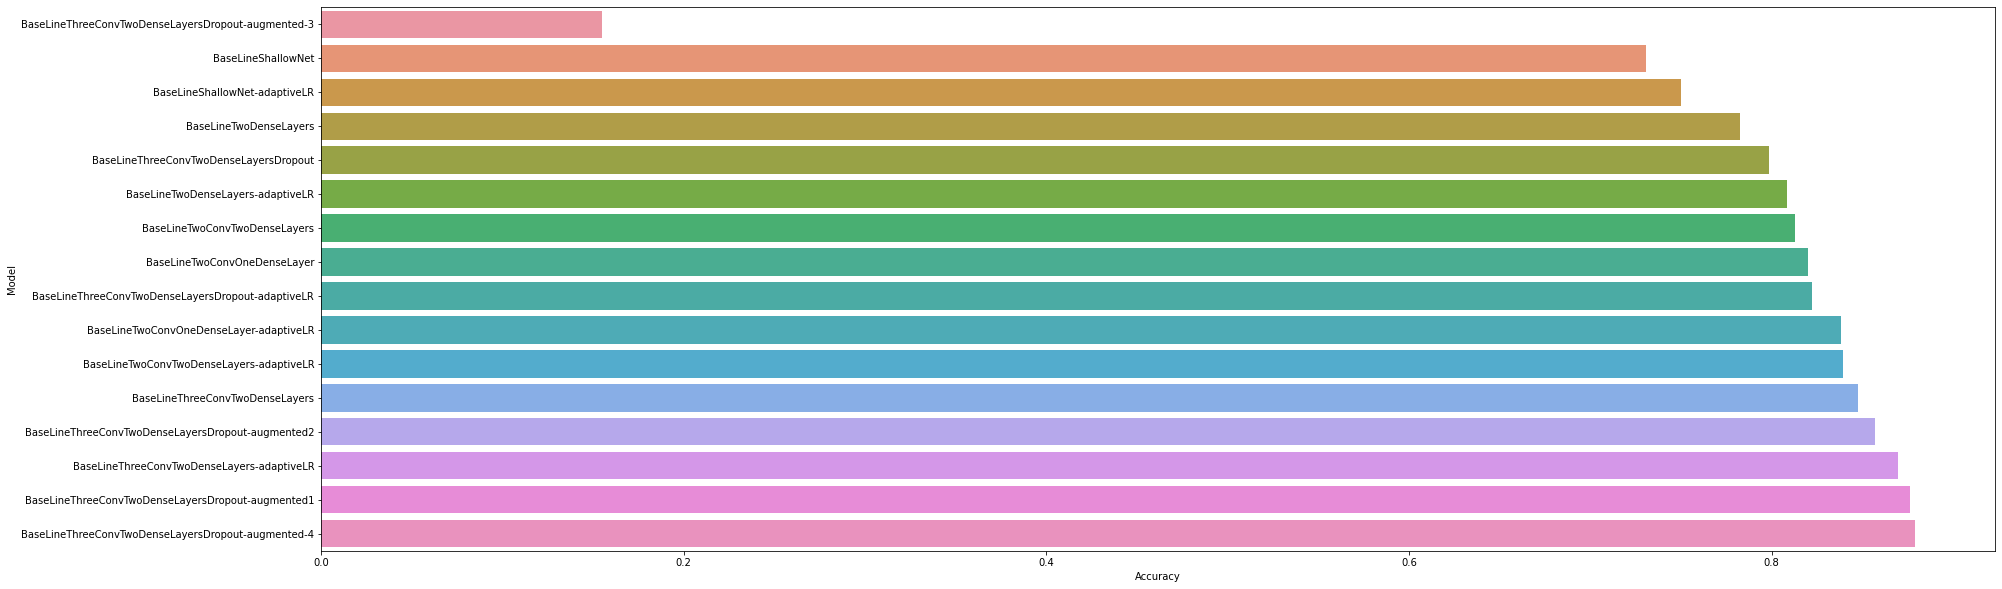 BaseLineThreeConvTwoDenseLayersDropout-augmented-3
BaseLineShallowNet
BaseLineShallowNet-adaptiveLR
BaseLineTwoDenseLayers
BaseLineThreeConvTwoDenseLayersDropout
BaseLineTwoDenseLayers-adaptiveLR
BaseLineTwoConvTwoDenseLayers
BaseLineTwoConvOneDenseLayer
BaseLineThreeConvTwoDenseLayersDropout-adaptiveLR
BaseLineTwoConvOneDenseLayer-adaptiveLR
BaseLineTwoConvTwoDenseLayers-adaptiveLR
BaseLineThreeConvTwoDenseLayers
BaseLineThreeConvTwoDenseLayersDropout-augmented2
BaseLineThreeConvTwoDenseLayers-adaptiveLR
BaseLineThreeConvTwoDenseLayersDropout-augmented1
BaseLineThreeConvTwoDenseLayersDropout-augmented-4
Model
0.0 0.2 0.4 0.6 0.8
Accuracy